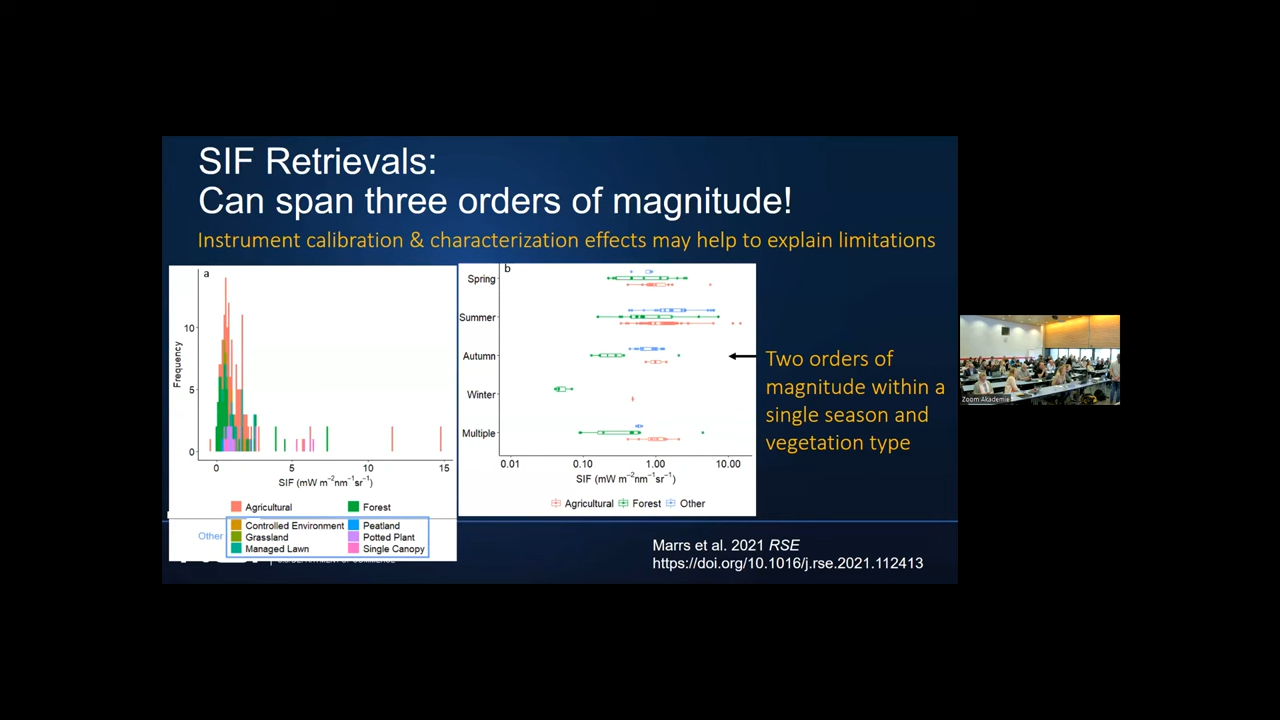 SIF Retrievals:
Can span three orders of magnitude!
Instrument calibration & characterization effects may help to explain limitations
a
Frequency
10
5
0
0
5
10
15
SIF (mW m⁻²nm⁻¹sr⁻¹)
Agricultural
Forest
Other
Controlled Environment
Peatland
Grassland
Potted Plant
Managed Lawn
Single Canopy
b
Spring
Summer
Autumn
Winter
Multiple
0.01
0.10
1.00
10.00
SIF (mW m⁻²nm⁻¹sr⁻¹)
Agricultural
Forest
Other
Two orders of
magnitude within a
single season and
vegetation type
Marrs et al. 2021 RSE
https://doi.org/10.1016/j.rse.2021.112413
Zoom Akademie